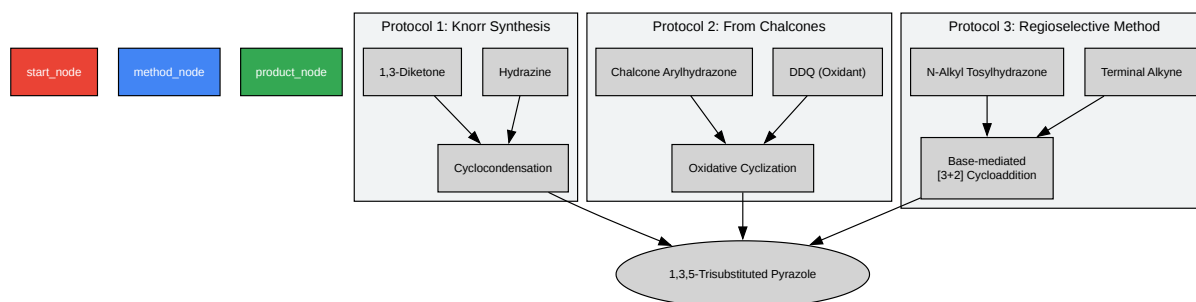 start_node
method_node
product_node
Protocol 1: Knorr Synthesis
1,3-Diketone
Hydrazine
Cyclocondensation
Protocol 2: From Chalcones
Chalcone Arylhydrazone
DDQ (Oxidant)
Oxidative Cyclization
Protocol 3: Regioselective Method
N-Alkyl Tosylhydrazone
Terminal Alkyne
Base-mediated
[3+2] Cycloaddition
1,3,5-Trisubstituted Pyrazole